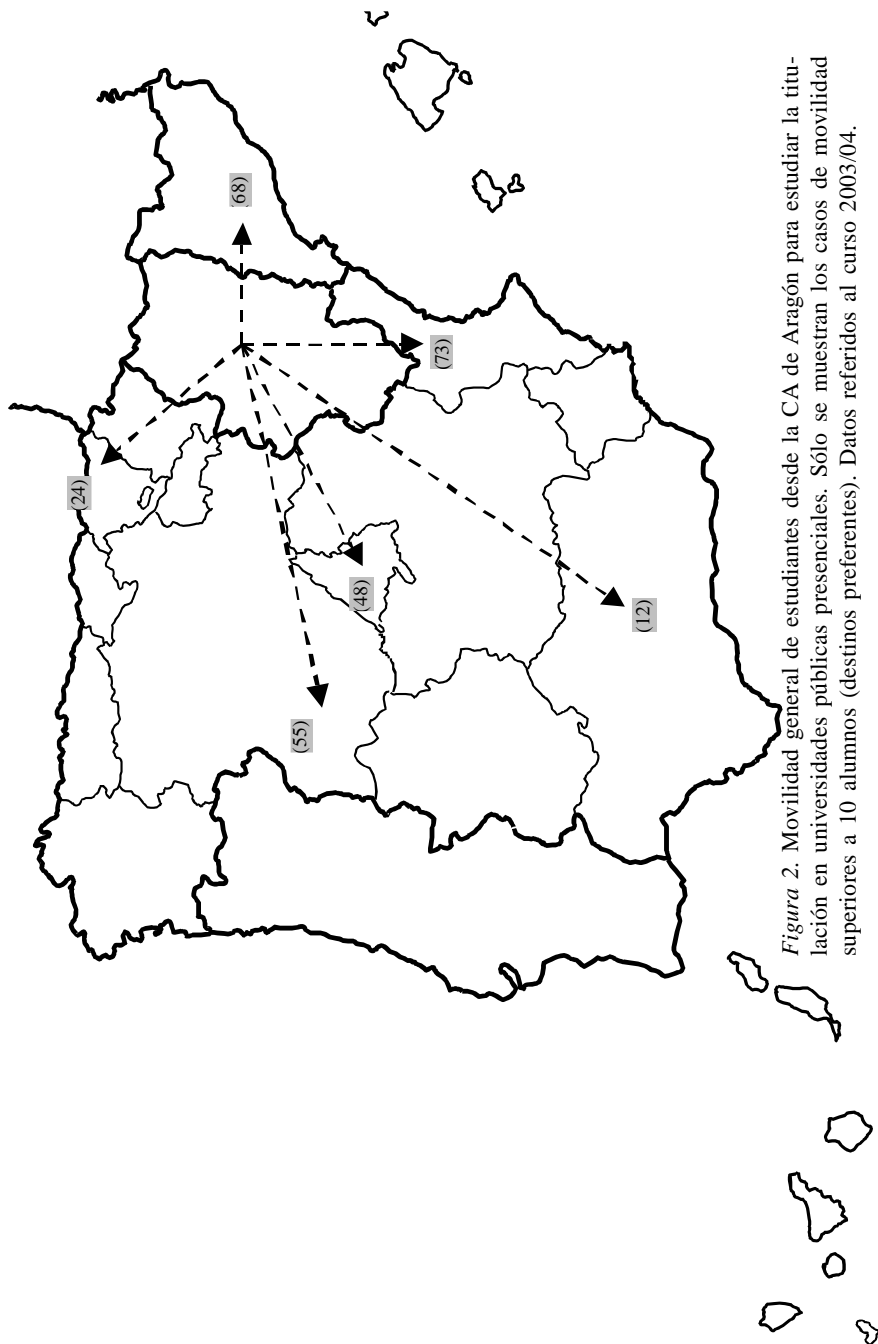 (24)
(68)
(73)
(55)
(48)
(12)
Figura 2. Movilidad general de estudiantes desde la CA de Aragón para estudiar la titu-
lación en universidades públicas presenciales. Sólo se muestran los casos de movilidad
superiores a 10 alumnos (destinos preferentes). Datos referidos al curso 2003/04.